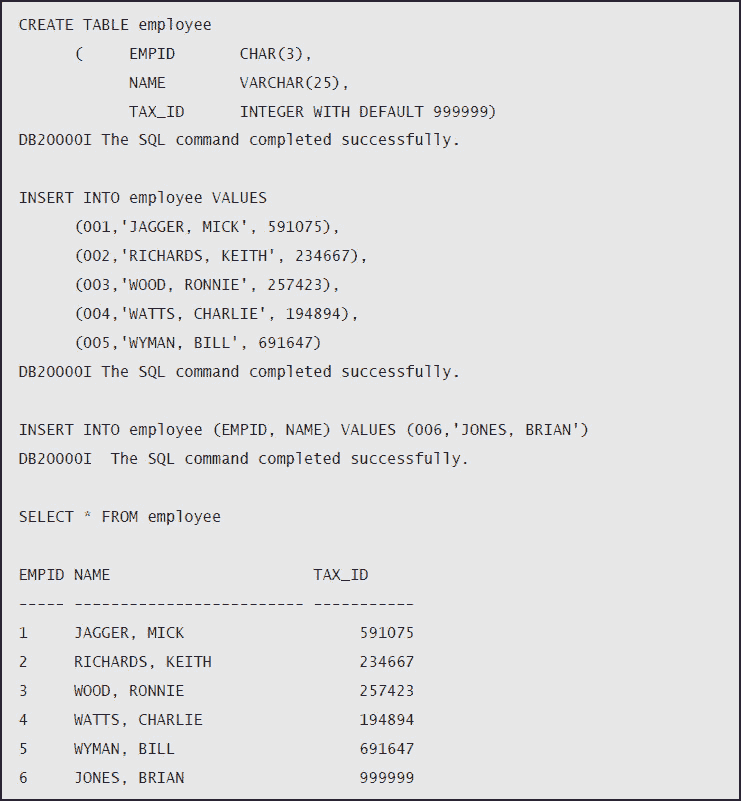 CREATE TABLE employee
( EMPID CHAR(3),
NAME VARCHAR(25),
TAX_ID INTEGER WITH DEFAULT 999999)
DB20000I The SQL command completed successfully.
INSERT INTO employee VALUES
(001,'JAGGER, MICK', 591075),
(002,'RICHARDS, KEITH', 234667),
(003,'WOOD, RONNIE', 257423),
(004,'WATTS, CHARLIE', 194894),
(005,'WYMAN, BILL', 691647)
DB20000I The SQL command completed successfully.
INSERT INTO employee (EMPID, NAME) VALUES (006,'JONES, BRIAN')
DB20000I The SQL command completed successfully.
SELECT * FROM employee
EMPID NAME TAX_ID
----- ------------------------- -----------
1 JAGGER, MICK 591075
2 RICHARDS, KEITH 234667
3 WOOD, RONNIE 257423
4 WATTS, CHARLIE 194894
5 WYMAN, BILL 691647
6 JONES, BRIAN 999999